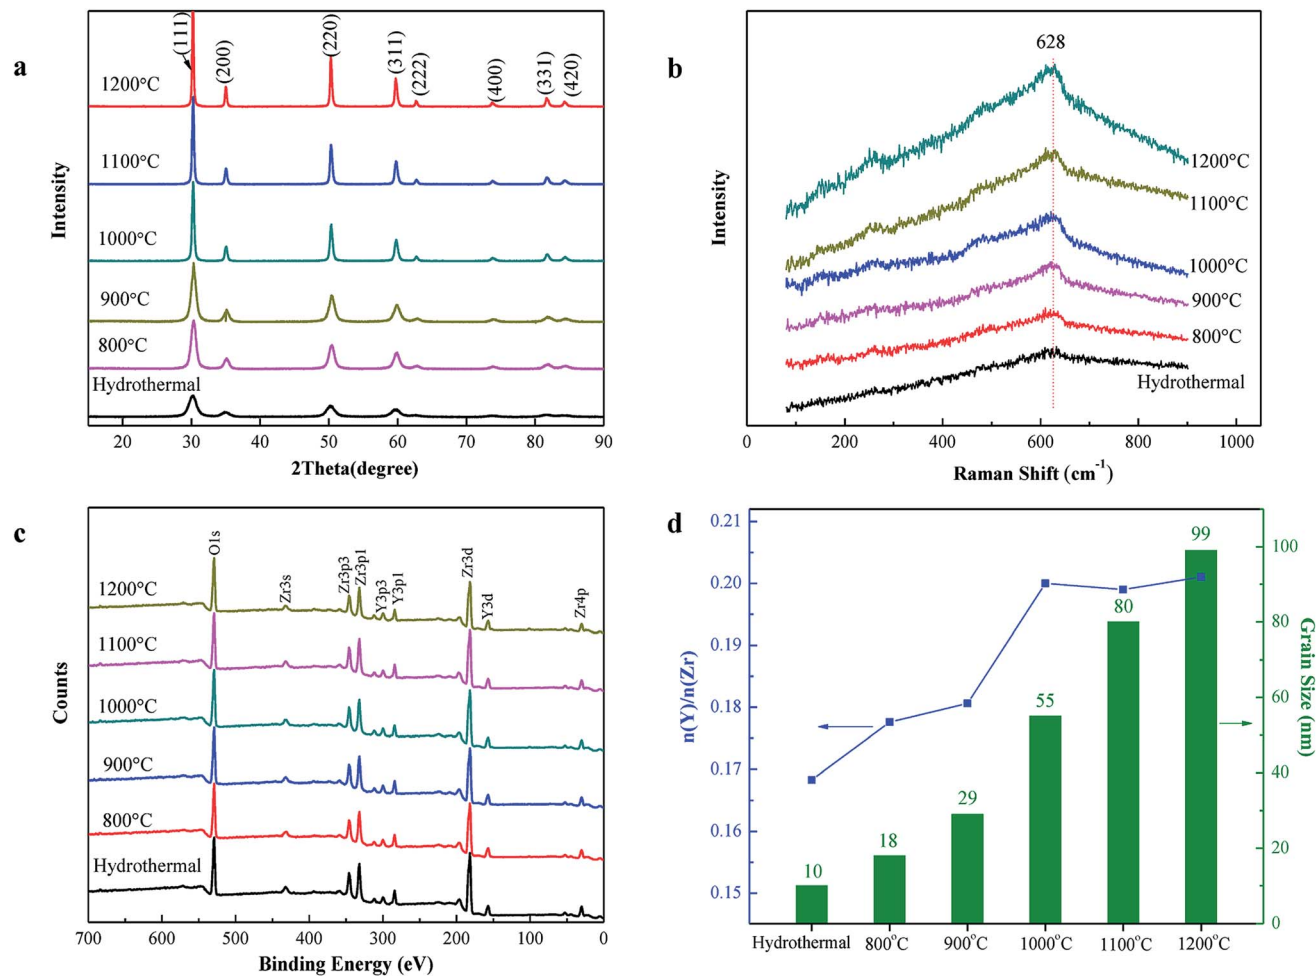 a
(111)
(200)
(220)
(311)
(222)
(400)
(331)
(420)
1200°C
1100°C
1000°C
900°C
800°C
Hydrothermal
Intensity
20 30 40 50 60 70 80 90
2Theta(degree)
b
628
1200°C
1100°C
1000°C
900°C
800°C
Hydrothermal
Intensity
0 200 400 600 800 1000
Raman Shift (cm⁻¹)
c
O1s
Zr3s
Zr3p3
Zr3p1
Y3p3
Y3p1
Zr3d
Y3d
Zr4p
1200°C
1100°C
1000°C
900°C
800°C
Hydrothermal
Counts
700 600 500 400 300 200 100 0
Binding Energy (eV)
d
0.21
0.20
0.19
0.18
0.17
0.16
0.15
n(Y)/n(Zr)
10
18
29
55
80
99
100
80
60
40
20
0
Grain Size (nm)
Hydrothermal 800°C 900°C 1000°C 1100°C 1200°C